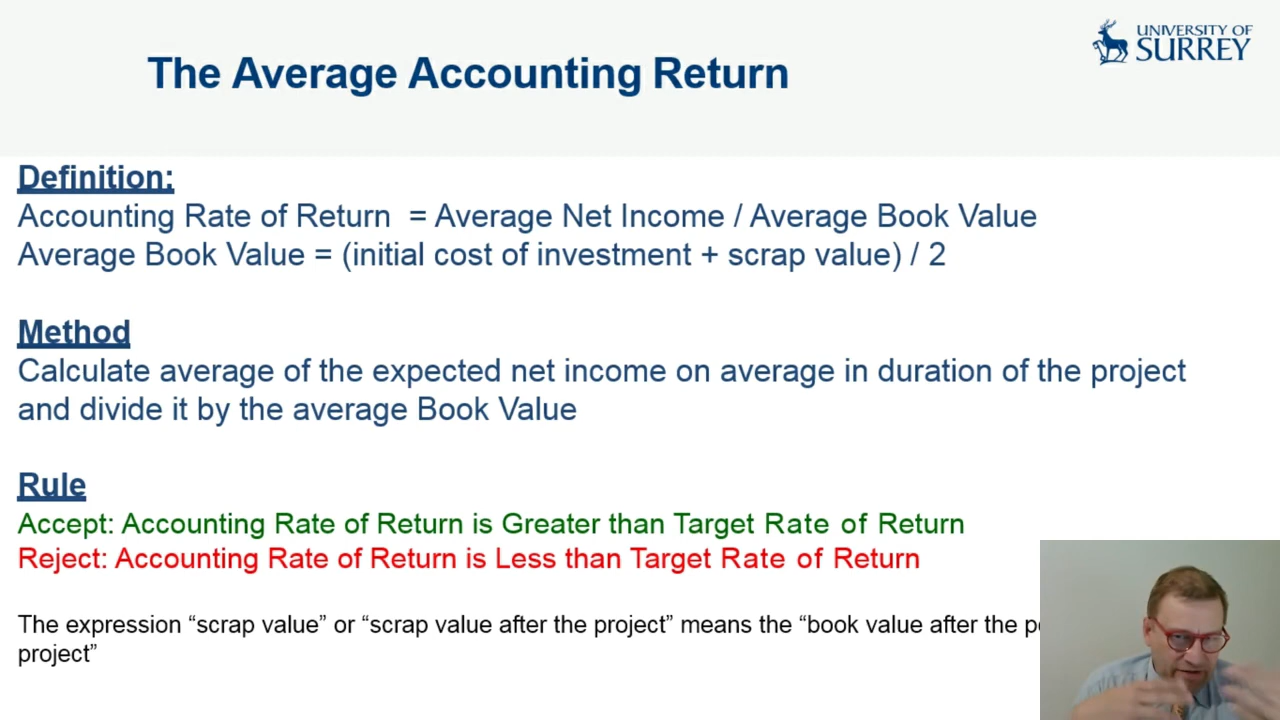 UNIVERSITY OF
SURREY
The Average Accounting Return
Definition:
Accounting Rate of Return = Average Net Income / Average Book Value
Average Book Value = (initial cost of investment + scrap value) / 2
Method
Calculate average of the expected net income on average in duration of the project
and divide it by the average Book Value
Rule
Accept: Accounting Rate of Return is Greater than Target Rate of Return
Reject: Accounting Rate of Return is Less than Target Rate of Return
The expression “scrap value” or “scrap value after the project” means the “book value after the
project”